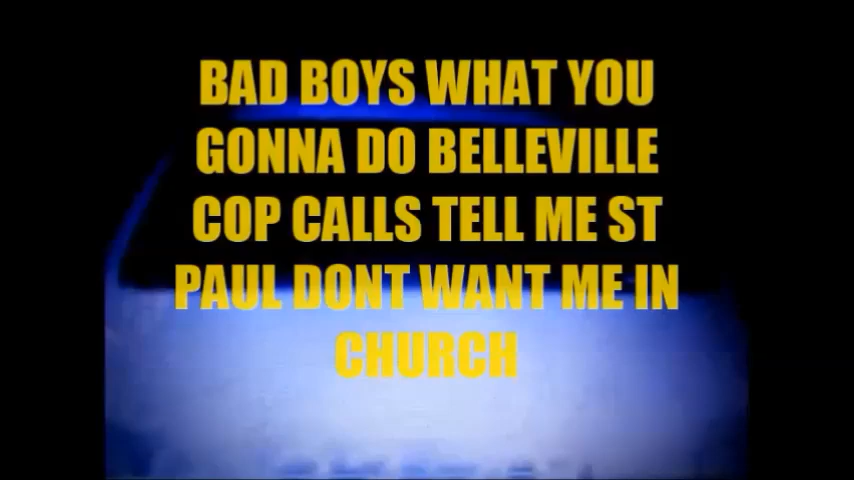 BAD BOYS WHAT YOU
GONNA DO BELLEVILLE
COP CALLS TELL ME ST
PAUL DONT WANT ME IN
CHURCH